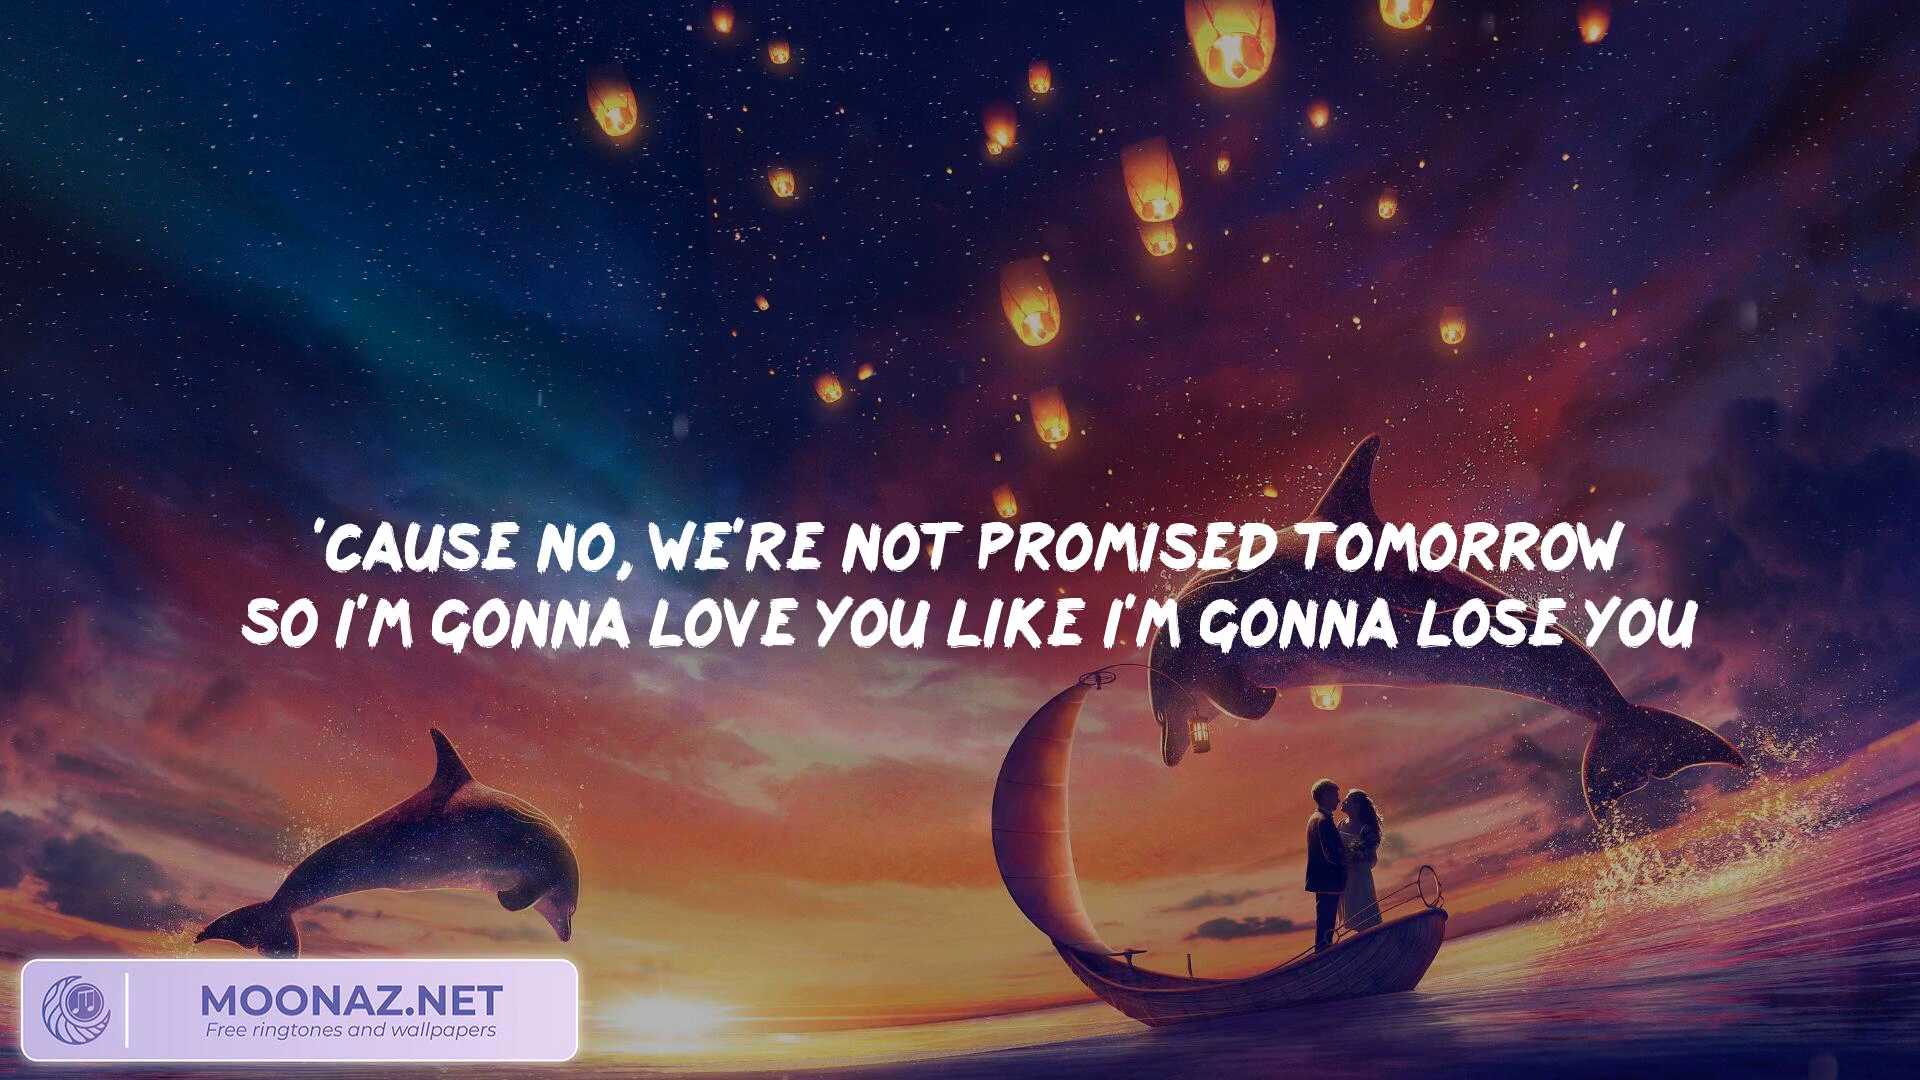 'CAUSE NO, WE'RE NOT PROMISED TOMORROW
SO I'M GONNA LOVE YOU LIKE I'M GONNA LOSE YOU
MOONAZ.NET
Free ringtones and wallpapers